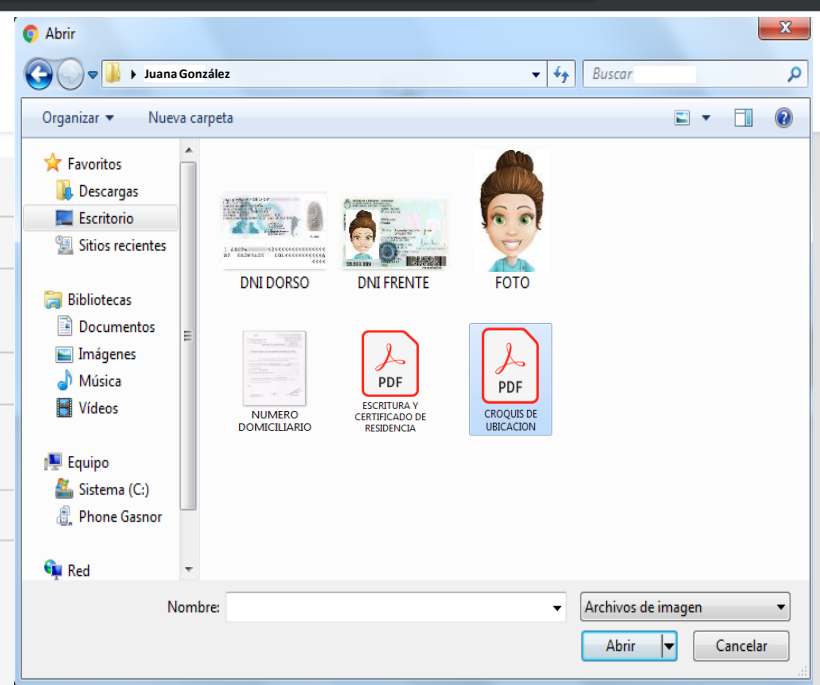 Abrir
Juana González
Buscar
Organizar
Nueva carpeta
Favoritos
Descargas
Escritorio
Sitios recientes
Bibliotecas
Documentos
Imágenes
Música
Vídeos
Equipo
Sistema (C:)
Phone Gasnor
Red
DNI DORSO
DNI FRENTE
FOTO
NUMERO
DOMICILIARIO
PDF
ESCRITURA Y
CERTIFICADO DE
RESIDENCIA
PDF
CROQUIS DE
UBICACION
Nombre:
Archivos de imagen
Abrir
Cancelar